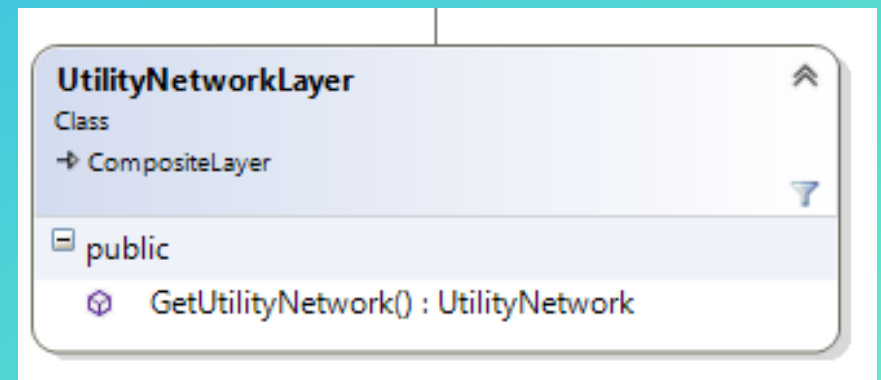 UtilityNetworkLayer
Class
CompositeLayer
public
GetUtilityNetwork() : UtilityNetwork